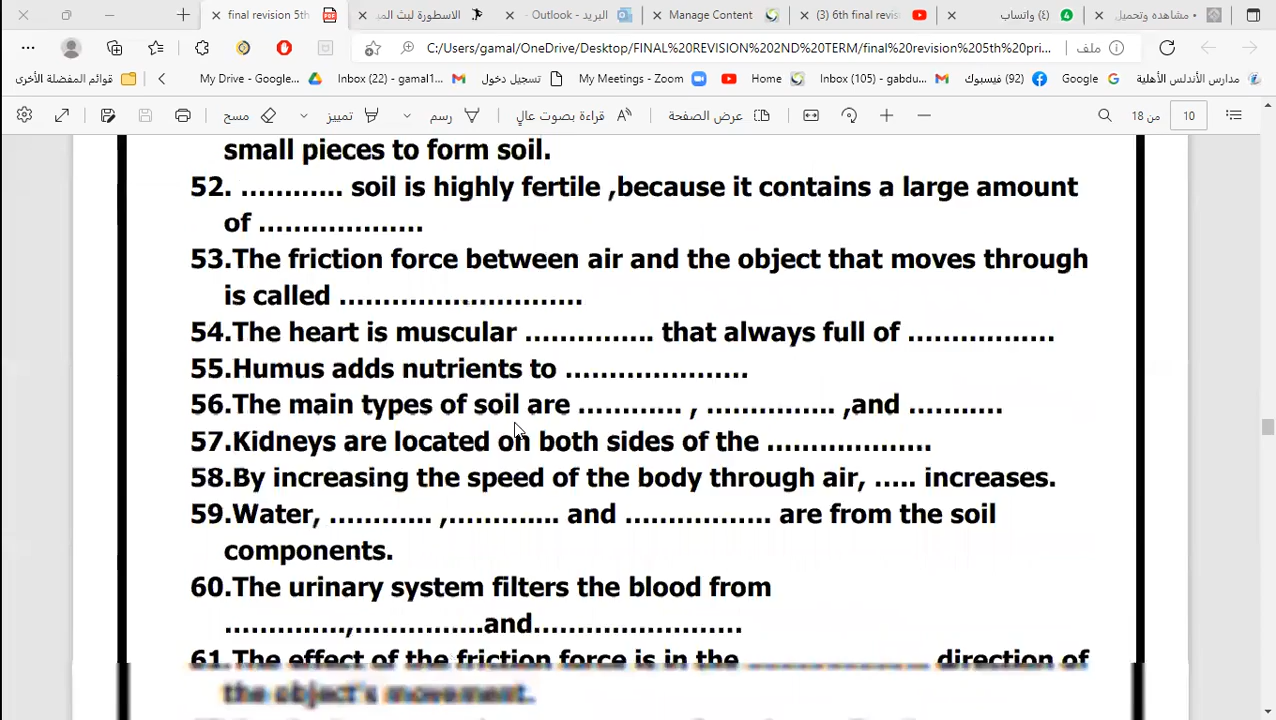 final revision 5th
الاسطورة لبث المب
البريد - Outlook
Manage Content
(3) 6th final revis
(٤) واتساب
مشاهده وتحميل
C:/Users/gamal/OneDrive/Desktop/FINAL%20REVISION%202ND%20TERM/final%20revision%205th%20pri...
ملف
قوائم المفضلة الأخرى
My Drive - Google...
Inbox (22) - gamal1...
تسجيل دخول
My Meetings - Zoom
Home
Inbox (105) - gabdu...
(92) فيسبوك
Google
مدارس الأندلس الأهلية
مسح
تمييز
رسم
قراءة بصوت عالٍ
عرض الصفحة
من 18
10
small pieces to form soil.
52. ............ soil is highly fertile ,because it contains a large amount
of ...................
53.The friction force between air and the object that moves through
is called ............................
54.The heart is muscular ............... that always full of .................
55.Humus adds nutrients to .....................
56.The main types of soil are ............ , ............... ,and ...........
57.Kidneys are located on both sides of the ...................
58.By increasing the speed of the body through air, ..... increases.
59.Water, ............ ,............. and ................. are from the soil
components.
60.The urinary system filters the blood from
..............,...............and........................
61.The effect of the friction force is in the ..................... direction of
the object's movement.